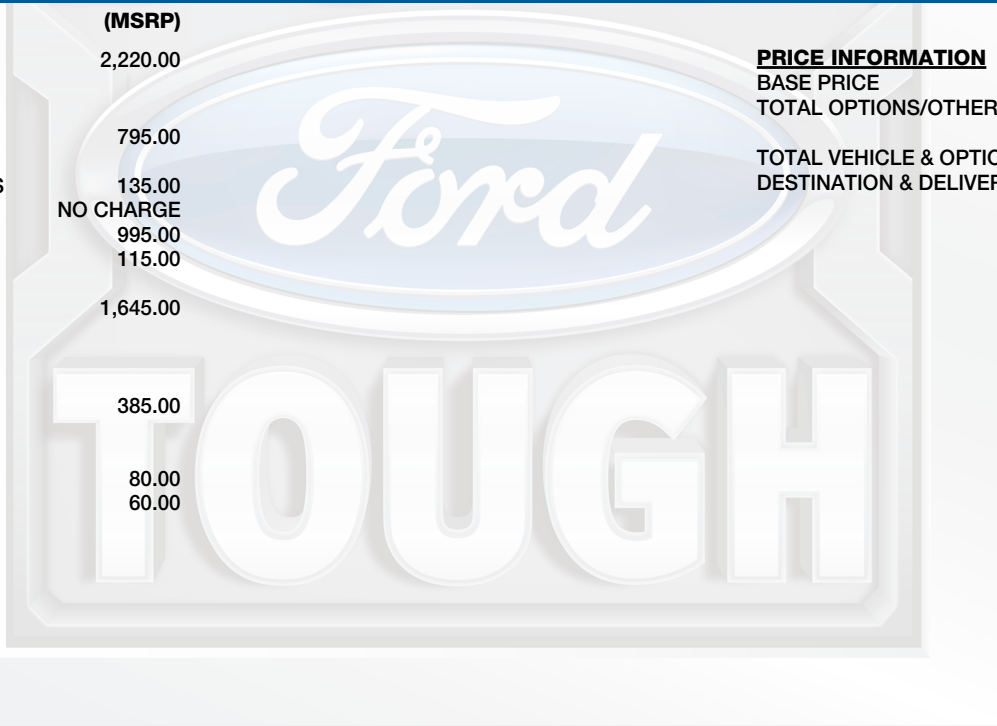 (MSRP)
2,220.00
795.00
S 135.00
NO CHARGE
995.00
115.00
1,645.00
385.00
80.00
60.00
PRICE INFORMATION
BASE PRICE
TOTAL OPTIONS/OTHER
TOTAL VEHICLE & OPTIO
DESTINATION & DELIVER
Ford
TOUGH